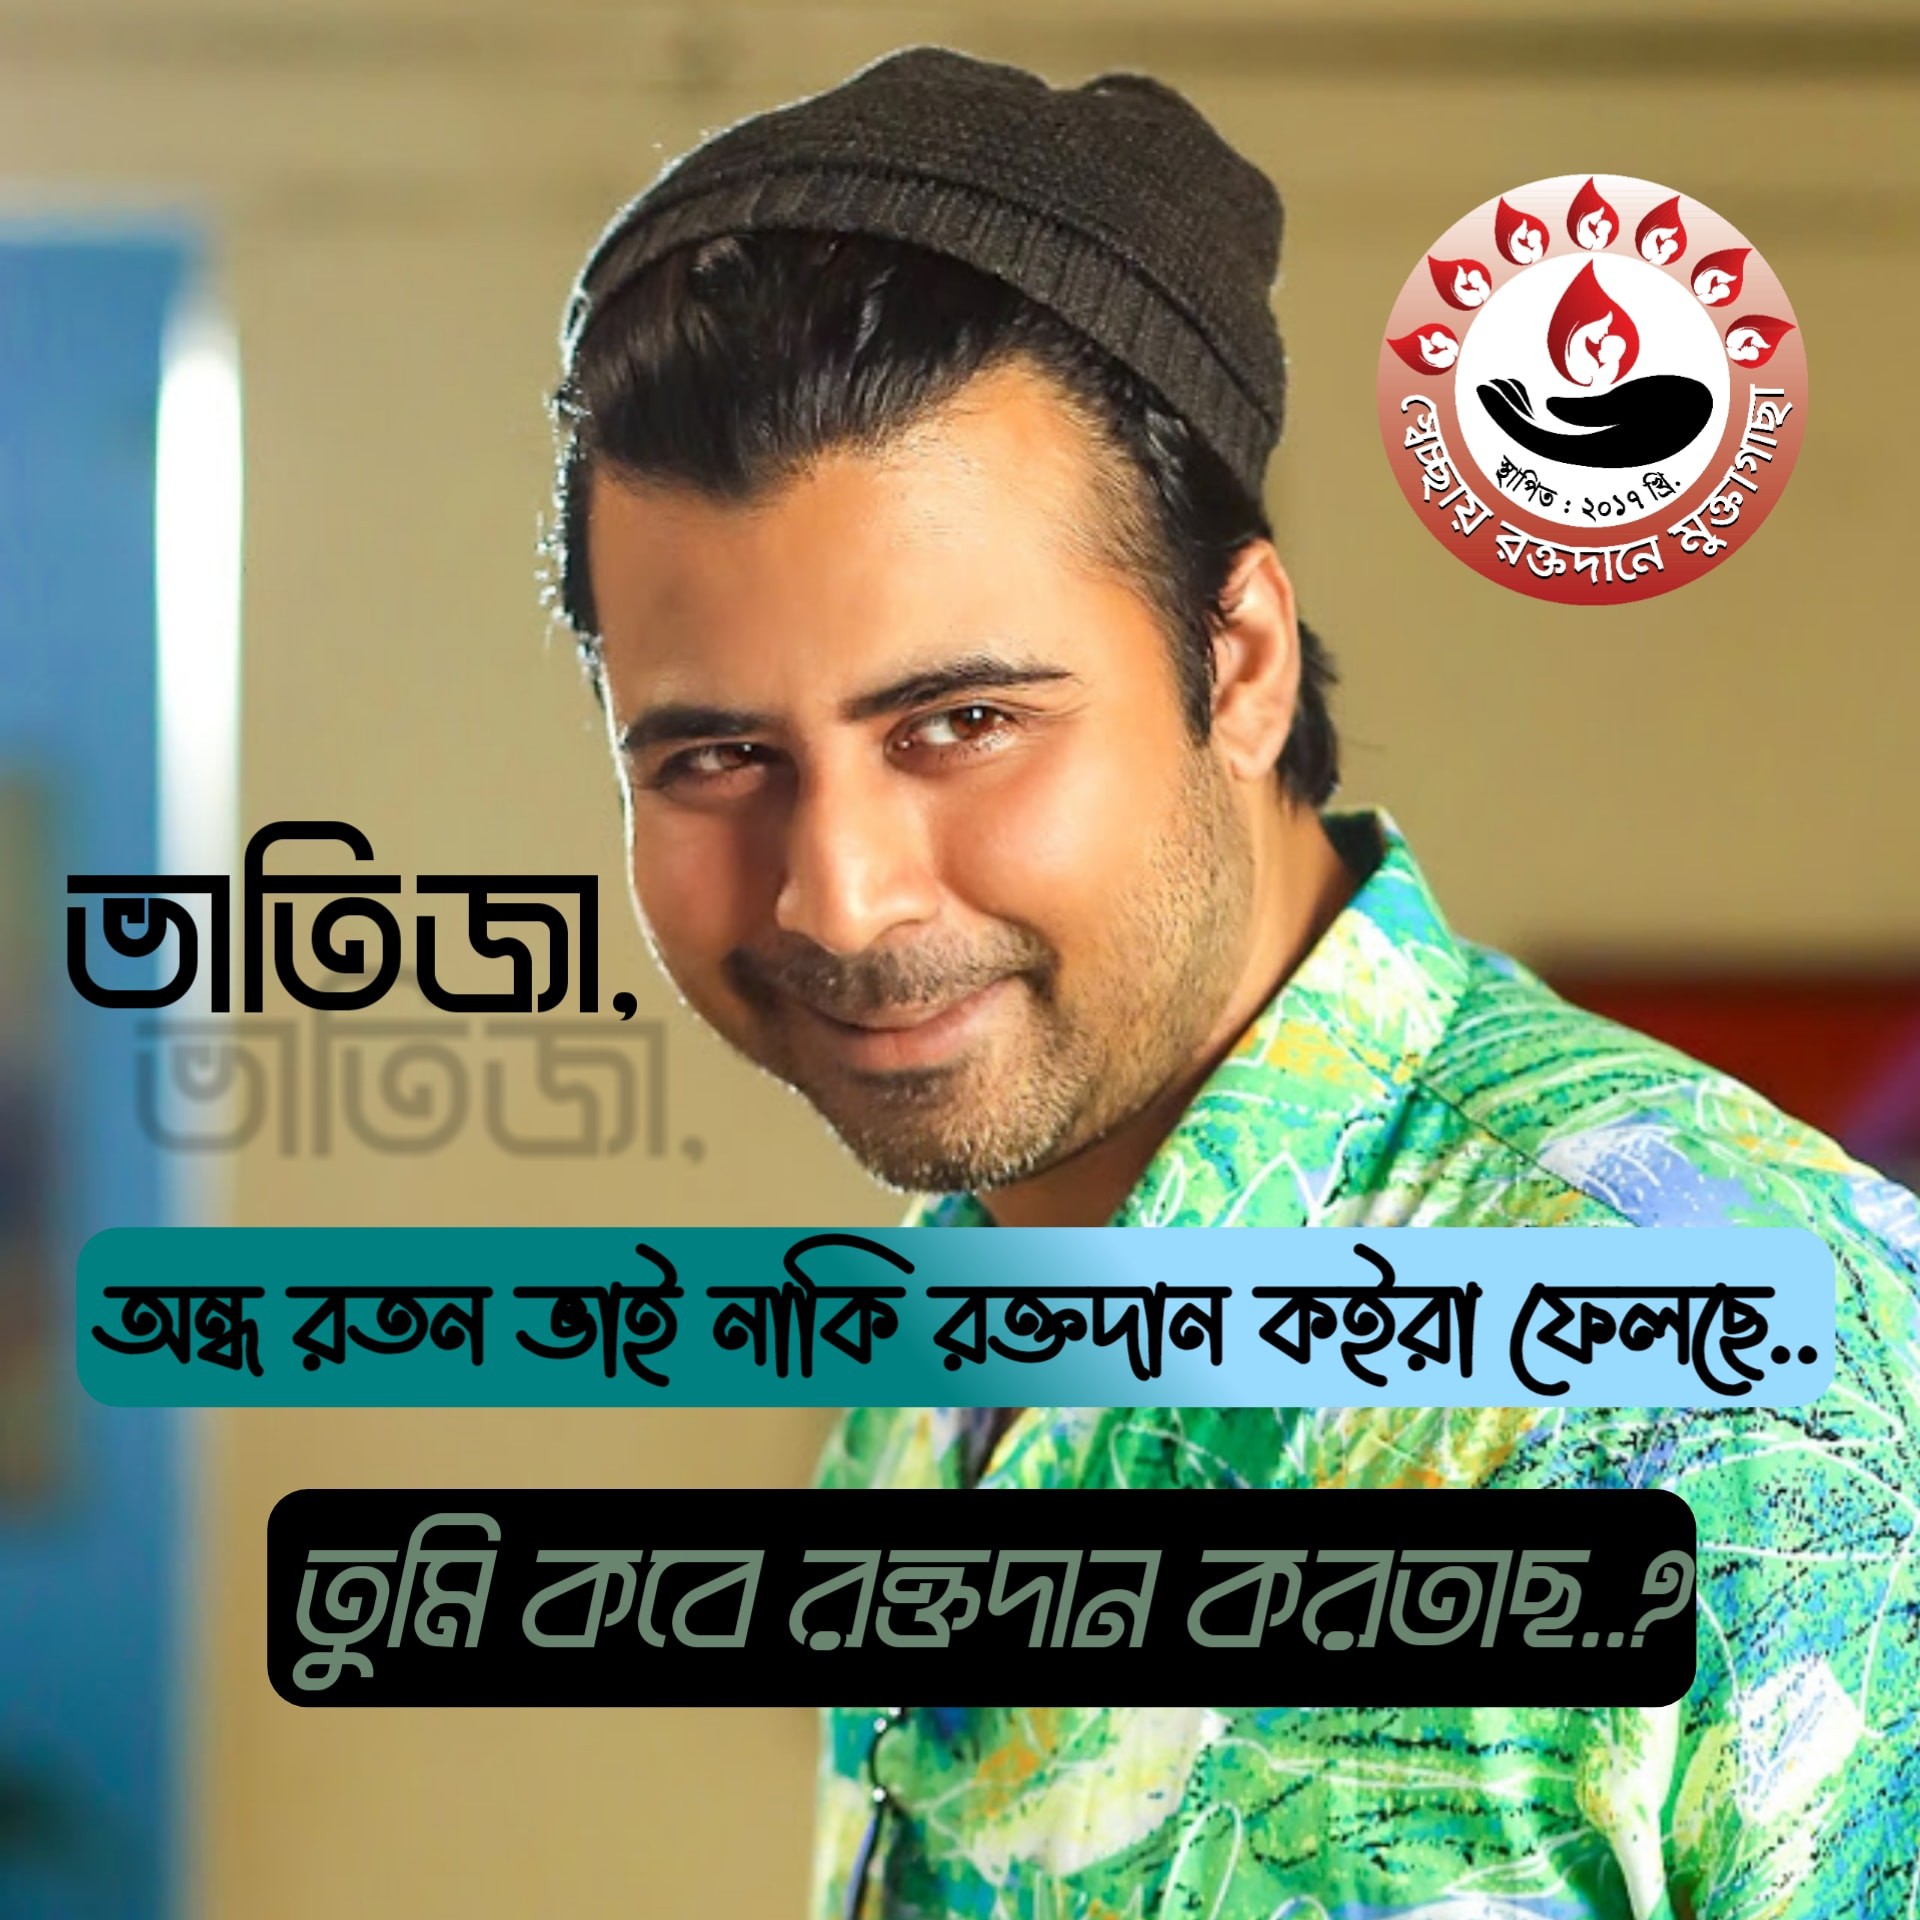 স্থাপিত : ২০১৭ খ্রি.
স্বেচ্ছায় রক্তদানে মুক্তাগাছা
ভাতিজা,
ভাতিজা,
অন্ধ রতন ভাই নাকি রক্তদান কইরা ফেলছে..
তুমি কবে রক্তদান করতাছ..?